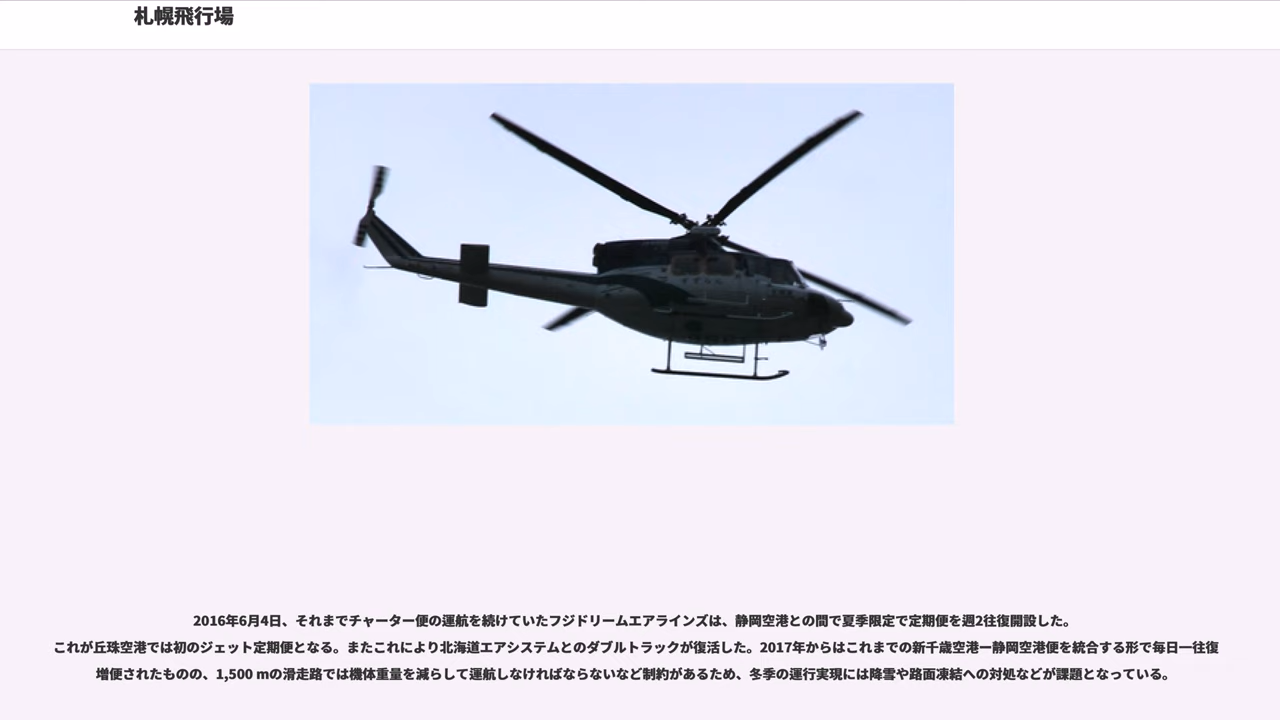 札幌飛行場
2016年6月4日、それまでチャーター便の運航を続けていたフジドリームエアラインズは、静岡空港との間で夏季限定で定期便を週2往復開設した。
これが丘珠空港では初のジェット定期便となる。またこれにより北海道エアシステムとのダブルトラックが復活した。2017年からはこれまでの新千歳空港ー静岡空港便を統合する形で毎日一往復
増便されたものの、1,500 mの滑走路では機体重量を減らして運航しなければならないなど制約があるため、冬季の運行実現には降雪や路面凍結への対処などが課題となっている。